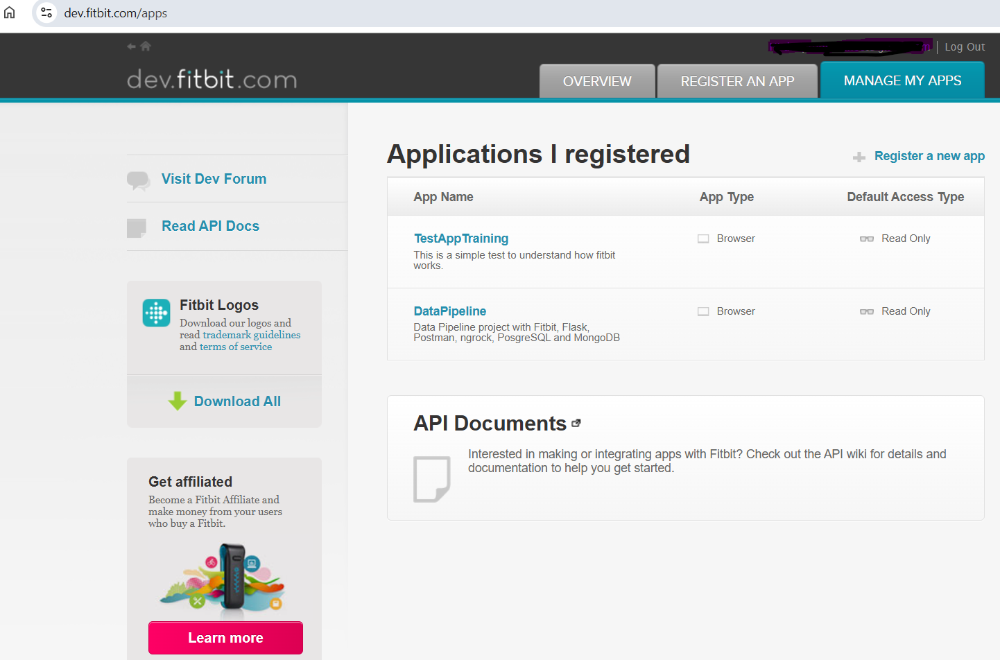 dev.fitbit.com/apps
Log Out
dev.fitbit.com
OVERVIEW
REGISTER AN APP
MANAGE MY APPS
Visit Dev Forum
Read API Docs
Fitbit Logos
Download our logos and
read trademark guidelines
and terms of service
Download All
Get affiliated
Become a Fitbit Affiliate and
make money from your users
who buy a Fitbit.
Learn more
Applications I registered
Register a new app
App Name
App Type
Default Access Type
TestAppTraining
This is a simple test to understand how fitbit
works.
Browser
Read Only
DataPipeline
Data Pipeline project with Fitbit, Flask,
Postman, ngrock, PosgreSQL and MongoDB
Browser
Read Only
API Documents
Interested in making or integrating apps with Fitbit? Check out the API wiki for details and
documentation to help you get started.